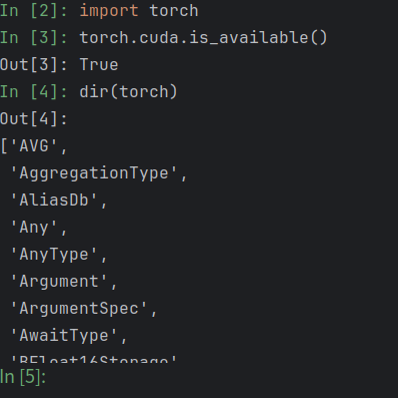 In [2]: import torch
In [3]: torch.cuda.is_available()
Out[3]: True
In [4]: dir(torch)
Out[4]:
['AVG',
 'AggregationType',
 'AliasDb',
 'Any',
 'AnyType',
 'Argument',
 'ArgumentSpec',
 'AwaitType',
 'BFloat16Storage'
In [5]: